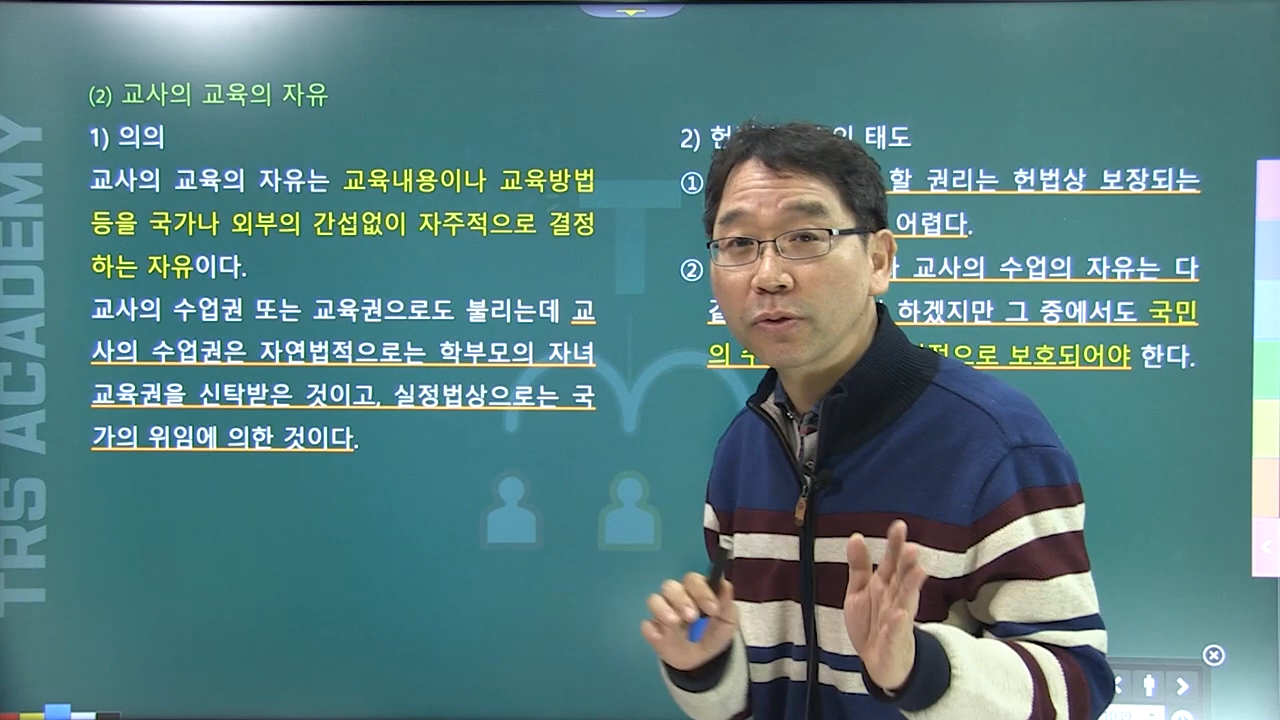 (2) 교사의 교육의 자유
1) 의의
교사의 교육의 자유는 교육내용이나 교육방법
등을 국가나 외부의 간섭없이 자주적으로 결정
하는 자유이다.
교사의 수업권 또는 교육권으로도 불리는데 교
사의 수업권은 자연법적으로는 학부모의 자녀
교육권을 신탁받은 것이고, 실정법상으로는 국
가의 위임에 의한 것이다.
2) 태도
① 할 권리는 헌법상 보장되는
어렵다.
② 교사의 수업의 자유는 다
하겠지만 그 중에서도 국민
의 보호되어야 한다.
TRS ACADEMY